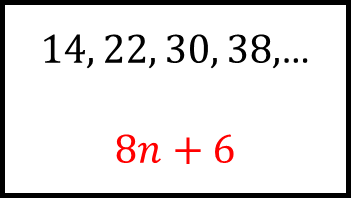 14, 22, 30, 38,...
8n + 6